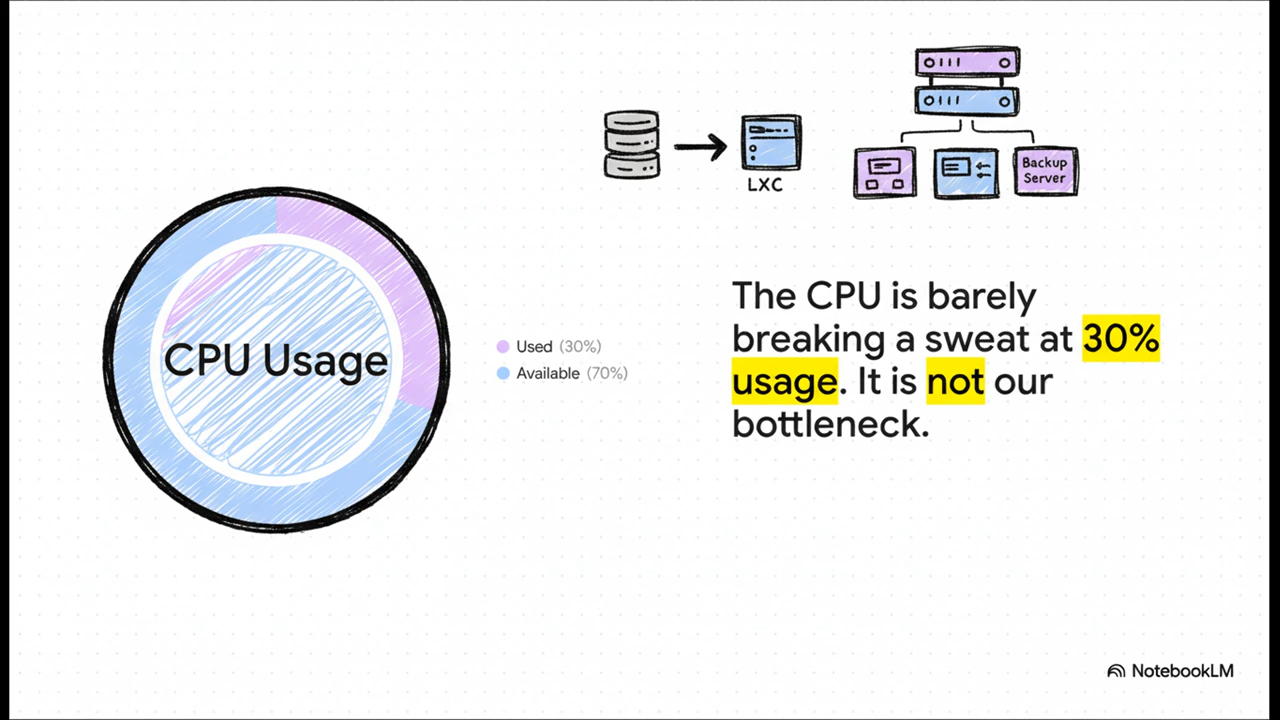 LXC
Backup
Server
CPU Usage
Used (30%)
Available (70%)
The CPU is barely
breaking a sweat at 30%
usage. It is not our
bottleneck.
NotebookLM